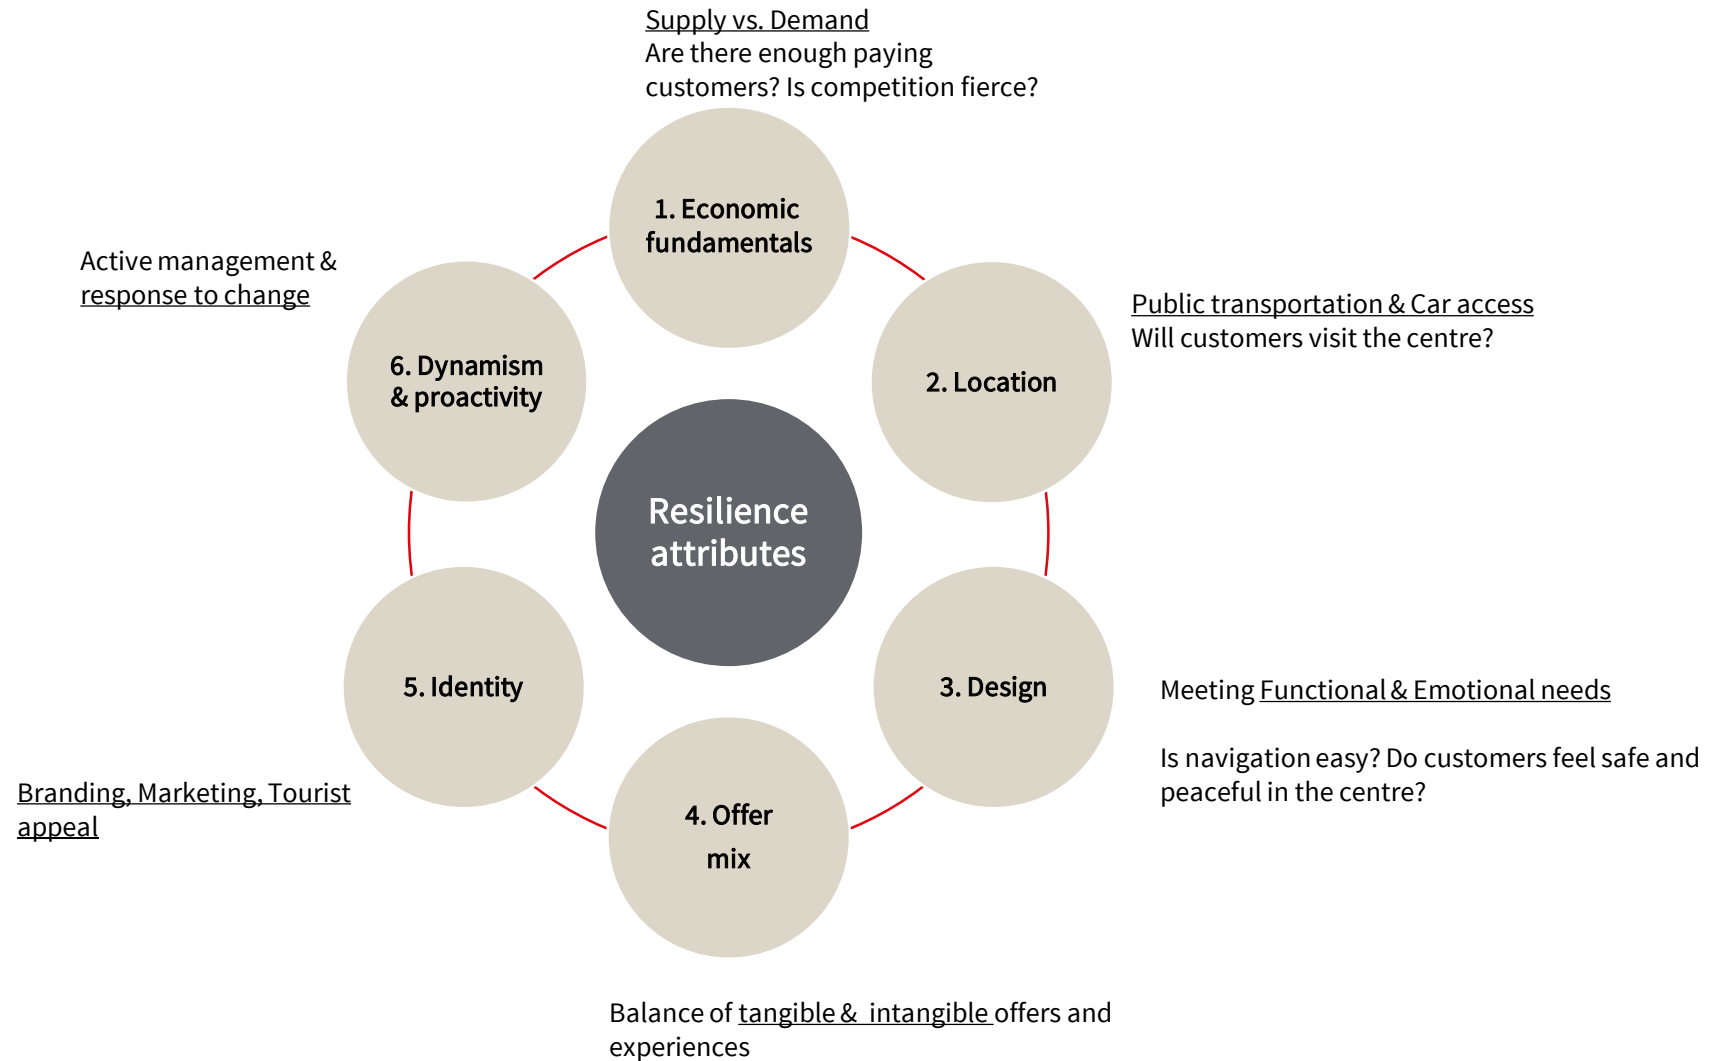 Supply vs. Demand
Are there enough paying
customers? Is competition fierce?
1. Economic
fundamentals
Public transportation & Car access
Will customers visit the centre?
2. Location
Meeting Functional & Emotional needs
Is navigation easy? Do customers feel safe and
peaceful in the centre?
3. Design
4. Offer
mix
Balance of tangible & intangible offers and
experiences
5. Identity
Branding, Marketing, Tourist
appeal
6. Dynamism
& proactivity
Active management &
response to change
Resilience
attributes